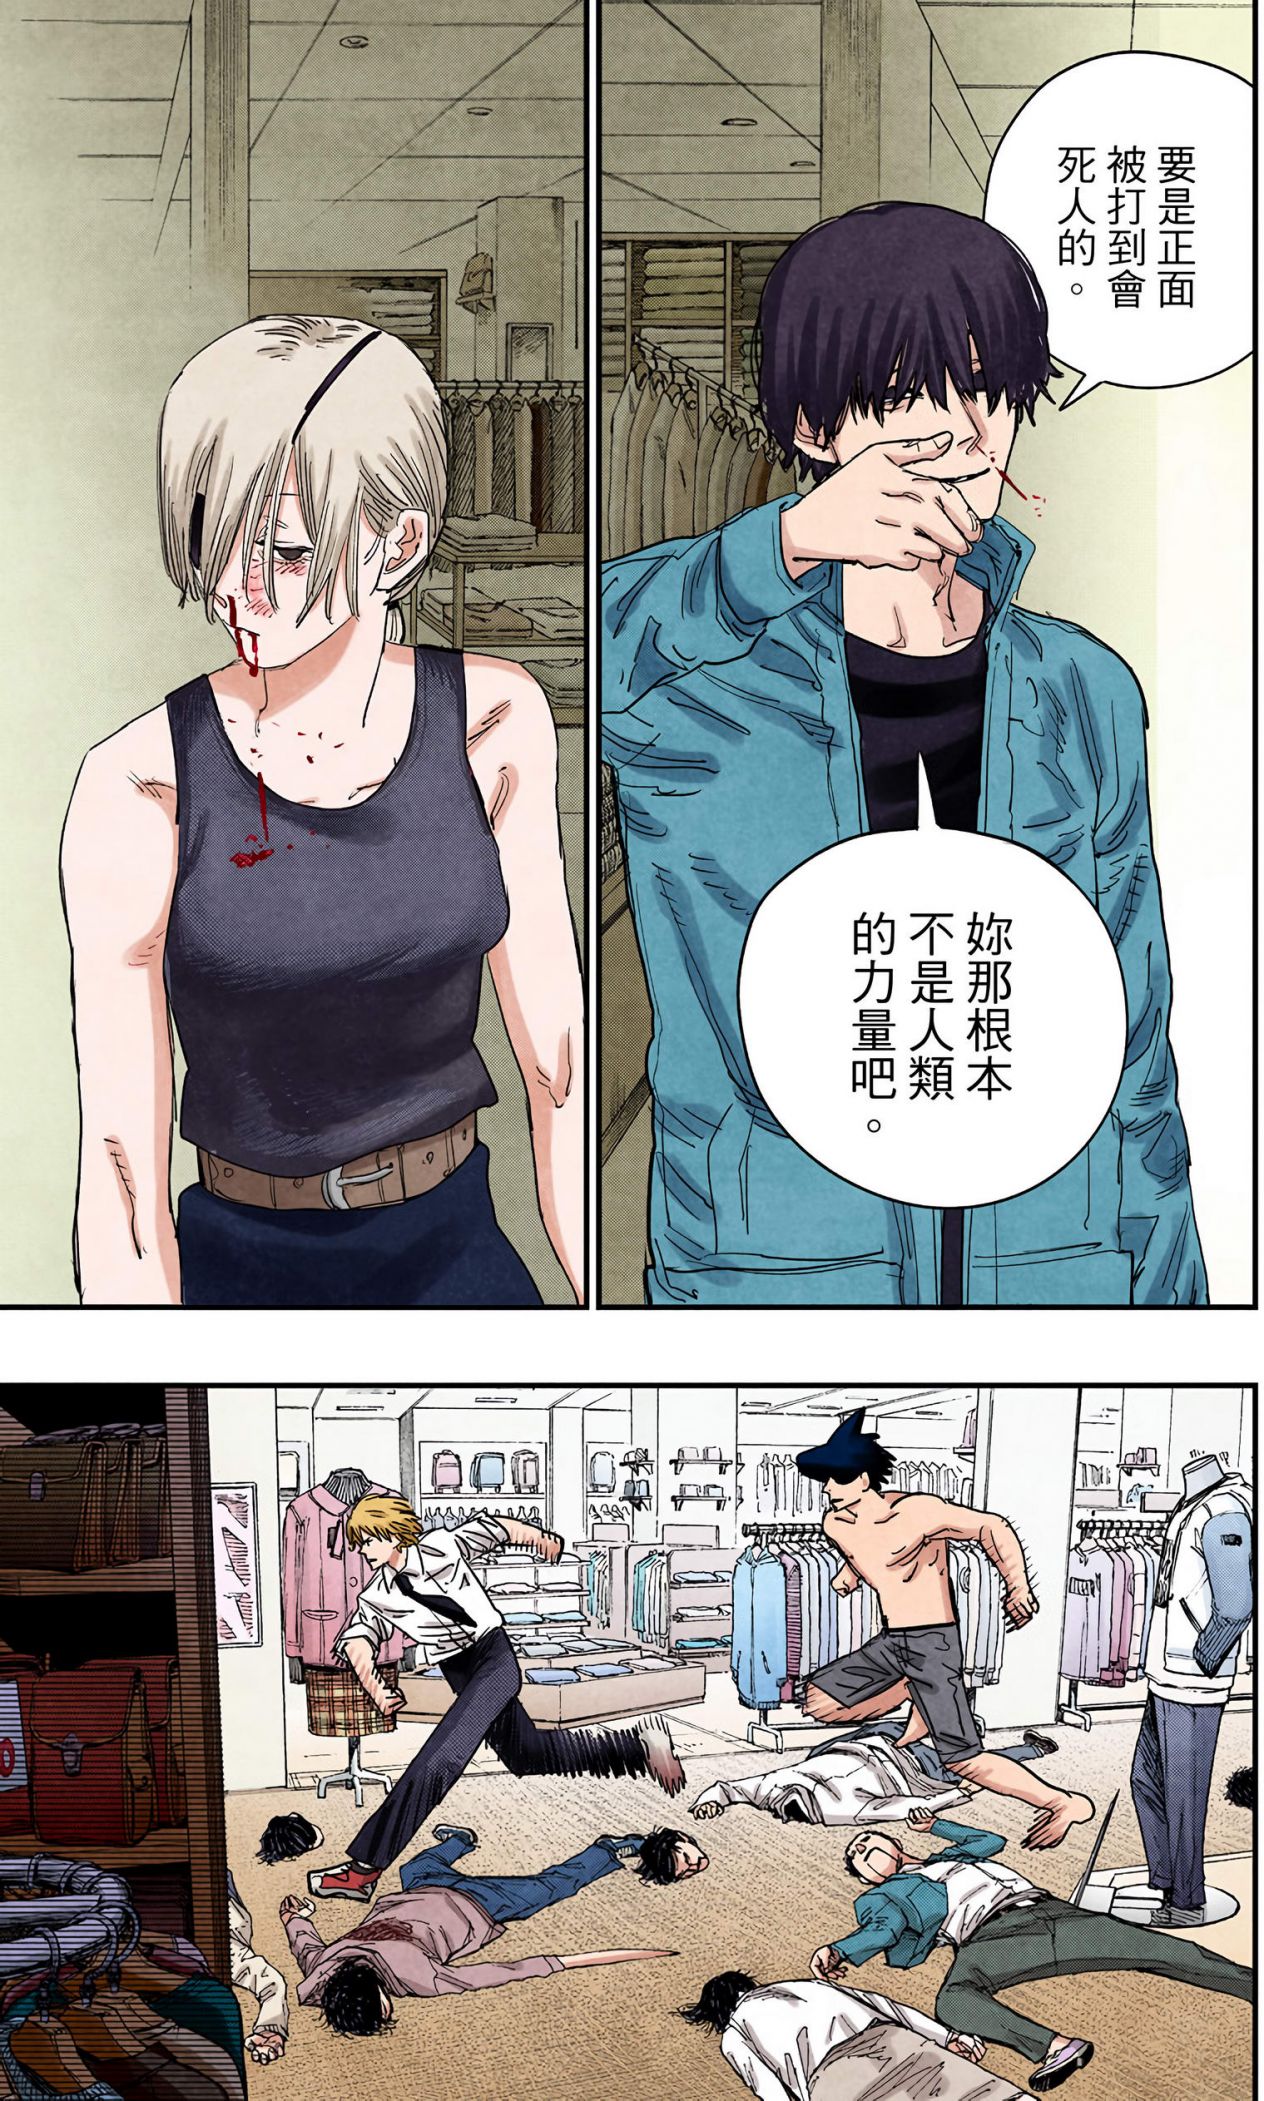 要是正面
被打到會
死人的。
妳那根本
不是人類
的力量吧。